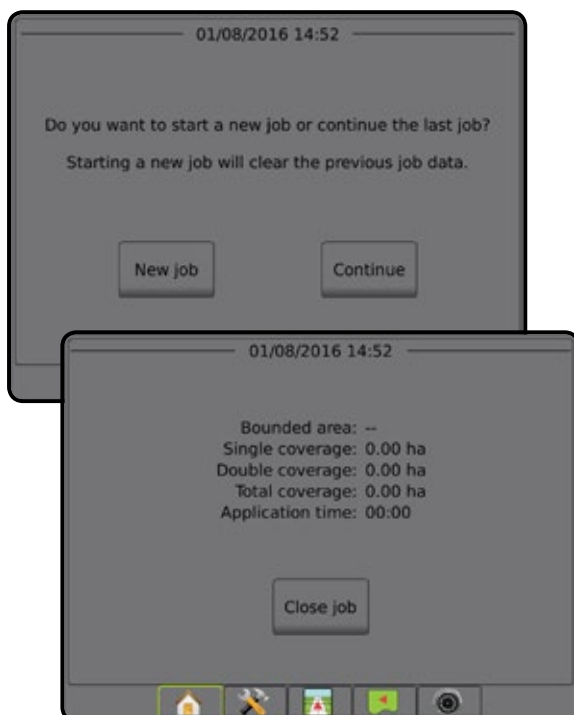 01/08/2016 14:52
Do you want to start a new job or continue the last job?
Starting a new job will clear the previous job data.
New job
Continue
01/08/2016 14:52
Bounded area: --
Single coverage: 0.00 ha
Double coverage: 0.00 ha
Total coverage: 0.00 ha
Application time: 00:00
Close job